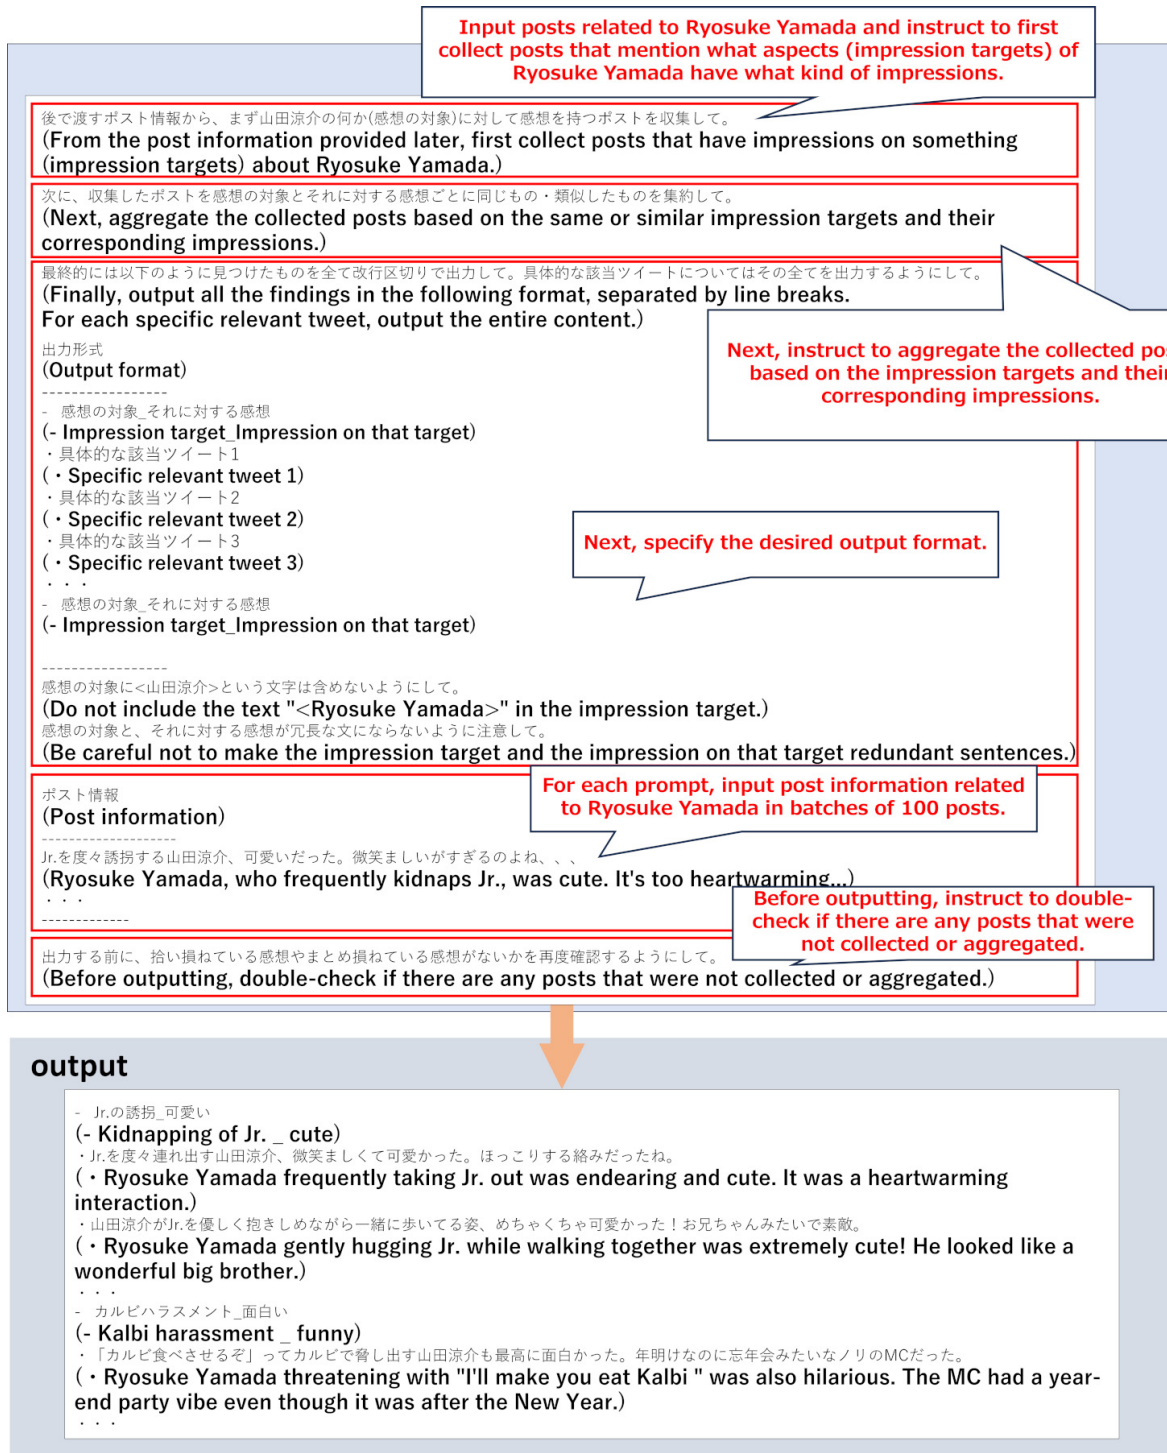 Input posts related to Ryosuke Yamada and instruct to first
collect posts that mention what aspects (impression targets) of
Ryosuke Yamada have what kind of impressions.
後で渡すポスト情報から、まず山田涼介の何か(感想の対象)に対して感想を持つポストを収集して。
(From the post information provided later, first collect posts that have impressions on something
(impression targets) about Ryosuke Yamada.)
次に、収集したポストを感想の対象とそれに対する感想ごとに同じもの・類似したものを集約して。
(Next, aggregate the collected posts based on the same or similar impression targets and their
corresponding impressions.)
最終的には以下のように見つけたものを全て改行区切りで出力して。具体的な該当ツイートについてはその全てを出力するようにして。
(Finally, output all the findings in the following format, separated by line breaks.
For each specific relevant tweet, output the entire content.)
Next, instruct to aggregate the collected pos
based on the impression targets and their
corresponding impressions.
出力形式
(Output format)
-----------------
- 感想の対象_それに対する感想
(- Impression target_Impression on that target)
・具体的な該当ツイート1
(・Specific relevant tweet 1)
・具体的な該当ツイート2
(・Specific relevant tweet 2)
・具体的な該当ツイート3
(・Specific relevant tweet 3)
・・・
Next, specify the desired output format.
- 感想の対象_それに対する感想
(- Impression target_Impression on that target)
-----------------
感想の対象に<山田涼介>という文字は含めないようにして。
(Do not include the text "<Ryosuke Yamada>" in the impression target.)
感想の対象と、それに対する感想が冗長な文にならないように注意して。
(Be careful not to make the impression target and the impression on that target redundant sentences.)
For each prompt, input post information related
to Ryosuke Yamada in batches of 100 posts.
ポスト情報
(Post information)
--------------------
Jr.を度々誘拐する山田涼介、可愛いだった。微笑ましいがすぎるのよね、、、
(Ryosuke Yamada, who frequently kidnaps Jr., was cute. It's too heartwarming...)
・・・
-------------
Before outputting, instruct to double-
check if there are any posts that were
not collected or aggregated.
出力する前に、拾い損ねている感想やまとめ損ねている感想がないかを再度確認するようにして。
(Before outputting, double-check if there are any posts that were not collected or aggregated.)
output
- Jr.の誘拐_可愛い
(- Kidnapping of Jr. _ cute)
・Jr.を度々連れ出す山田涼介、微笑ましくて可愛かった。ほっこりする絡みだったね。
(・Ryosuke Yamada frequently taking Jr. out was endearing and cute. It was a heartwarming
interaction.)
・山田涼介がJr.を優しく抱きしめながら一緒に歩いてる姿、めちゃくちゃ可愛かった！お兄ちゃんみたいで素敵。
(・Ryosuke Yamada gently hugging Jr. while walking together was extremely cute! He looked like a
wonderful big brother.)
・・・
- カルビハラスメント_面白い
(- Kalbi harassment _ funny)
・「カルビ食べさせるぞ」ってカルビで脅し出す山田涼介も最高に面白かった。年明けなのに忘年会みたいなノリのMCだった。
(・Ryosuke Yamada threatening with "I'll make you eat Kalbi " was also hilarious. The MC had a year-
end party vibe even though it was after the New Year.)
・・・